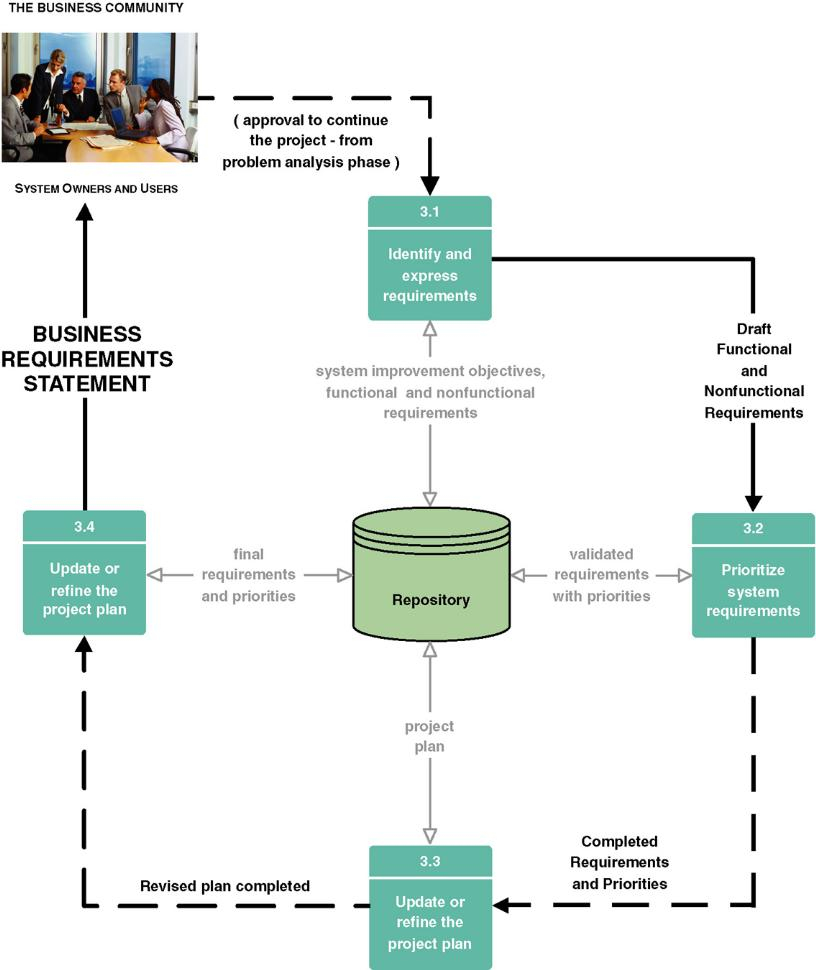 THE BUSINESS COMMUNITY
( approval to continue
the project - from
problem analysis phase )
SYSTEM OWNERS AND USERS
3.1
Identify and
express
requirements
BUSINESS
REQUIREMENTS
STATEMENT
Draft
Functional
and
Nonfunctional
Requirements
system improvement objectives,
functional and nonfunctional
requirements
3.4
Update or
refine the
project plan
final
requirements
and priorities
Repository
validated
requirements
with priorities
3.2
Prioritize
system
requirements
project
plan
Completed
Requirements
and Priorities
3.3
Update or
refine the
project plan
Revised plan completed